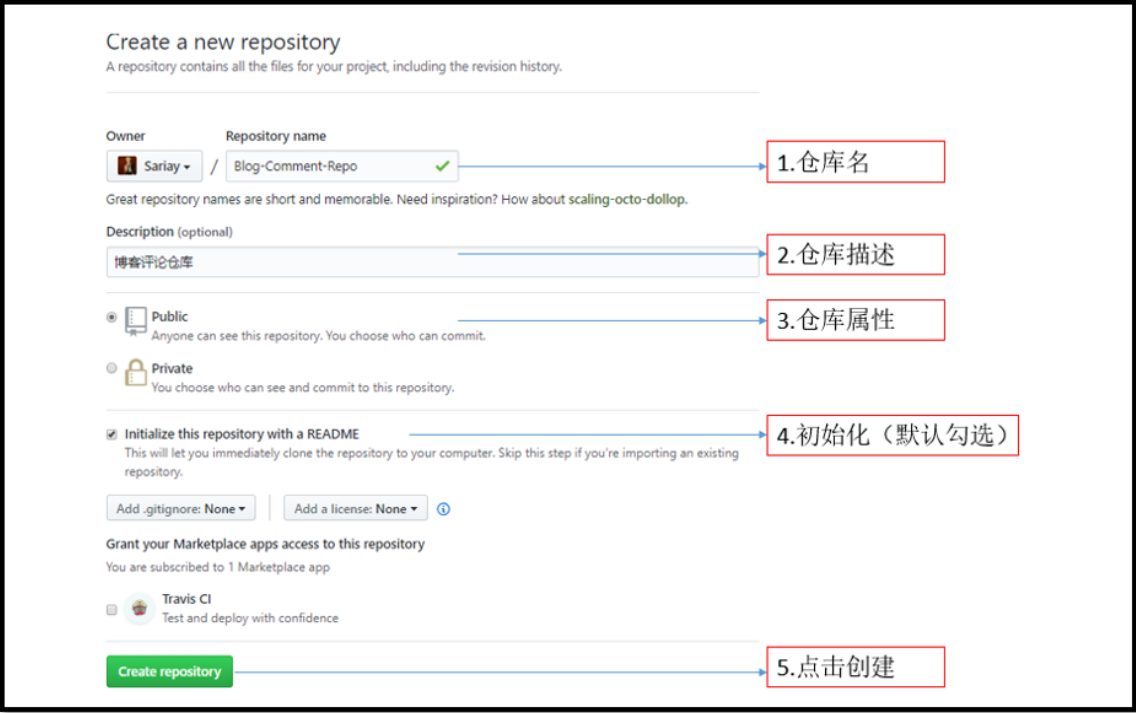 Create a new repository
A repository contains all the files for your project, including the revision history.
Owner
Repository name
Sariay
/
Blog-Comment-Repo
1.仓库名
Great repository names are short and memorable. Need inspiration? How about scaling-octo-dollop.
Description (optional)
博客评论仓库
2.仓库描述
Public
Anyone can see this repository. You choose who can commit.
3.仓库属性
Private
You choose who can see and commit to this repository.
Initialize this repository with a README
4.初始化（默认勾选）
This will let you immediately clone the repository to your computer. Skip this step if you're importing an existing
repository.
Add .gitignore: None
Add a license: None
Grant your Marketplace apps access to this repository
You are subscribed to 1 Marketplace app
Travis CI
Test and deploy with confidence
Create repository
5.点击创建